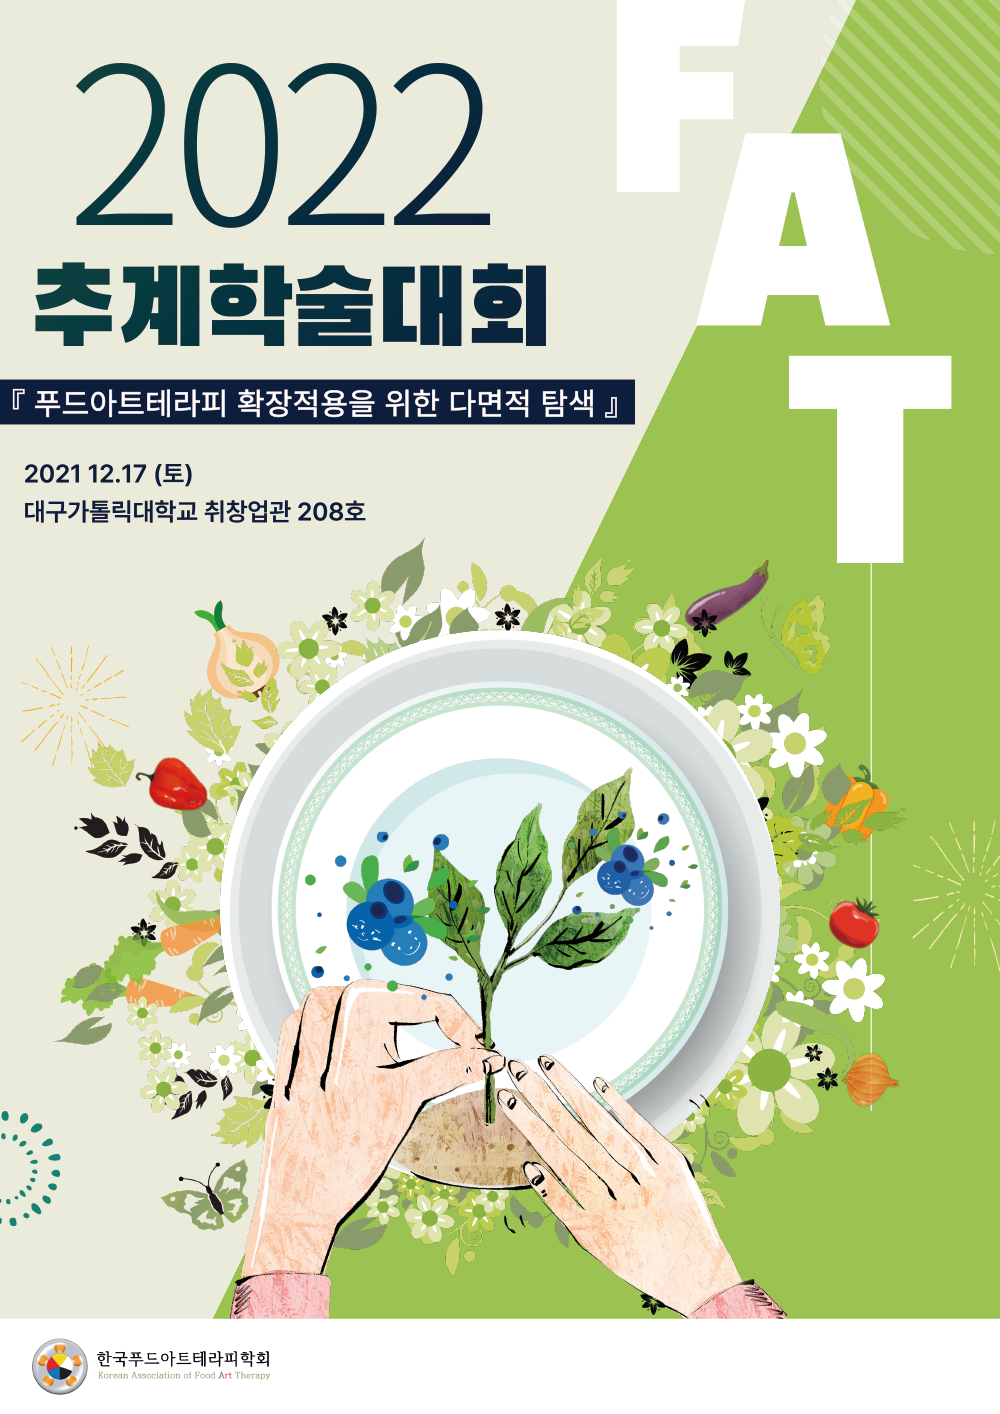 2022
추계학술대회
『 푸드아트테라피 확장적용을 위한 다면적 탐색 』
2021 12.17 (토)
대구가톨릭대학교 취창업관 208호
F
A
T
한국푸드아트테라피학회
Korean Association of Food Art Therapy